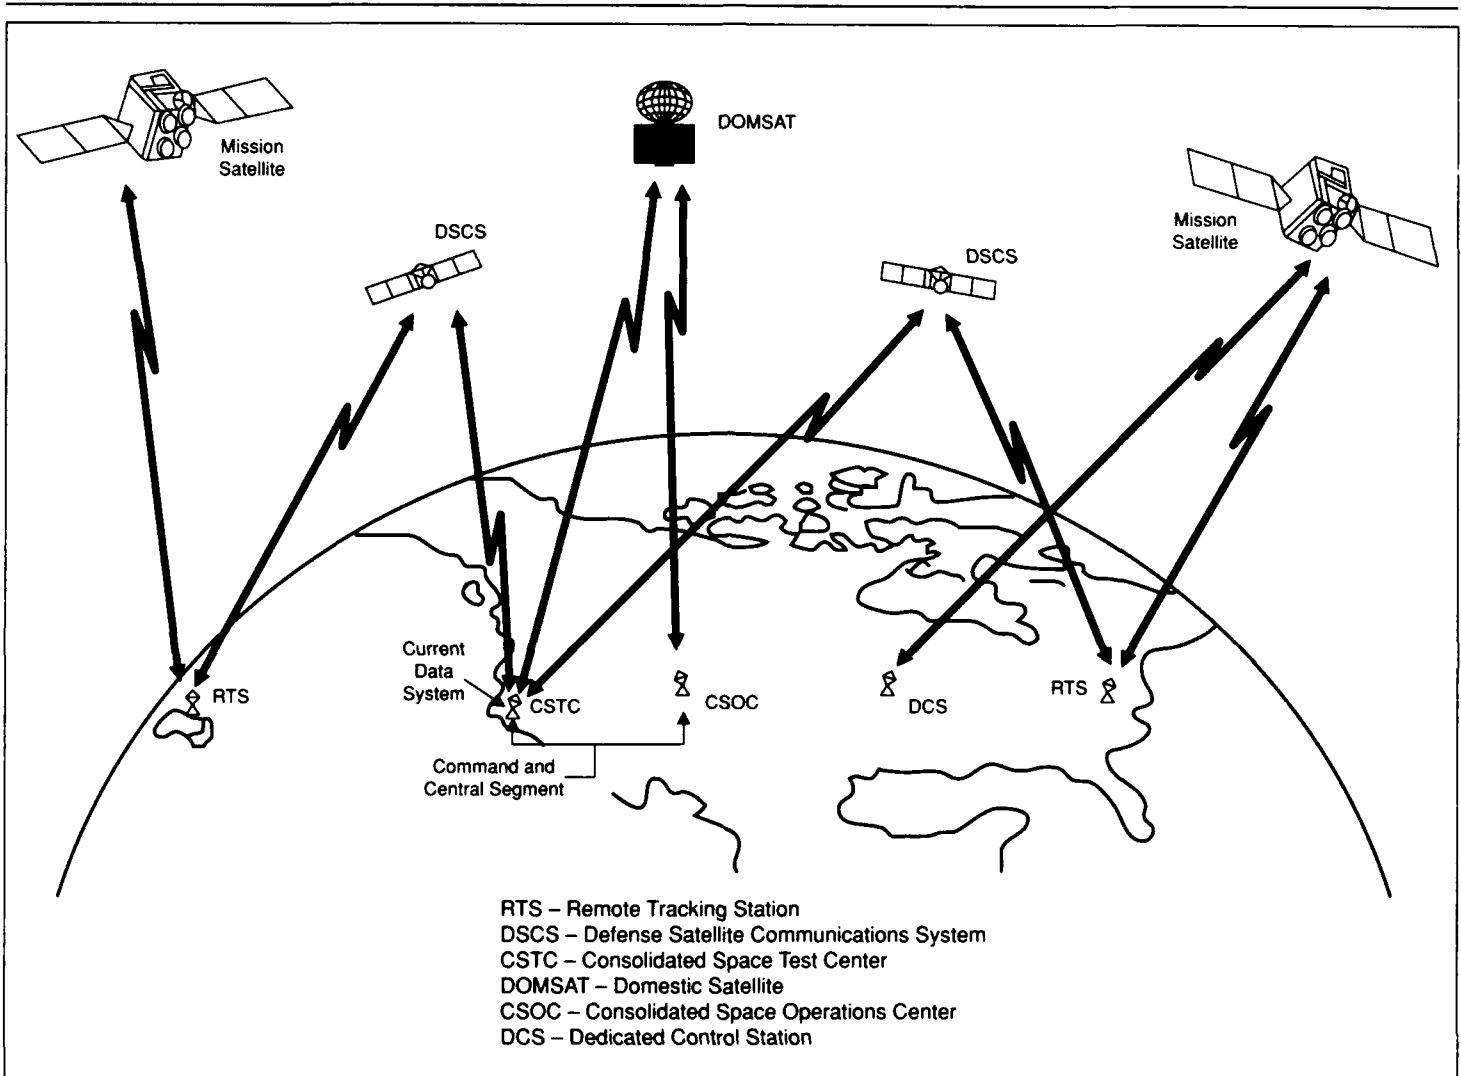 Mission
Satellite
DOMSAT
DSCS
Mission
Satellite
DSCS
Current
Data
System
RTS
CSTC
CSOC
DCS
RTS
Command and
Central Segment
RTS – Remote Tracking Station
DSCS – Defense Satellite Communications System
CSTC – Consolidated Space Test Center
DOMSAT – Domestic Satellite
CSOC – Consolidated Space Operations Center
DCS – Dedicated Control Station